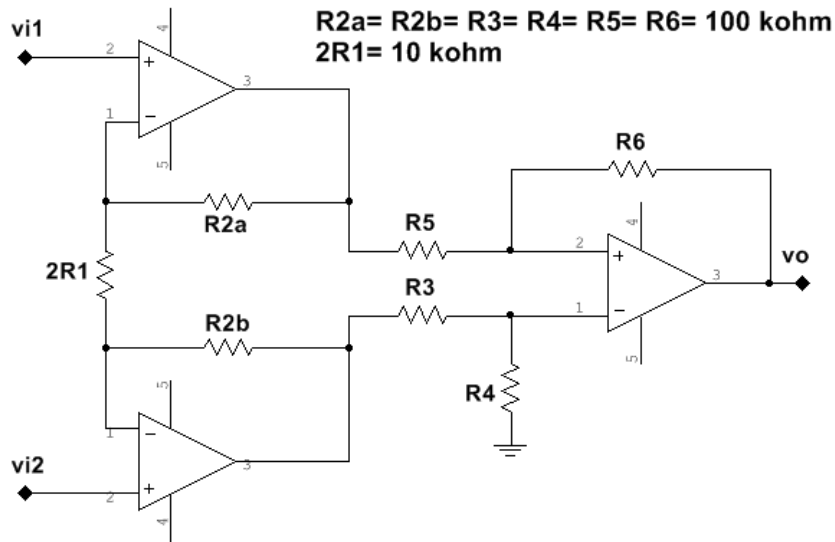 R2a= R2b= R3= R4= R5= R6= 100 kohm
2R1= 10 kohm
vi1
2
4
+
3
1
−
5
R2a
R6
2R1
R5
4
2
+
vo
3
R3
1
−
5
R2b
R4
5
1
−
3
vi2
2
+
4